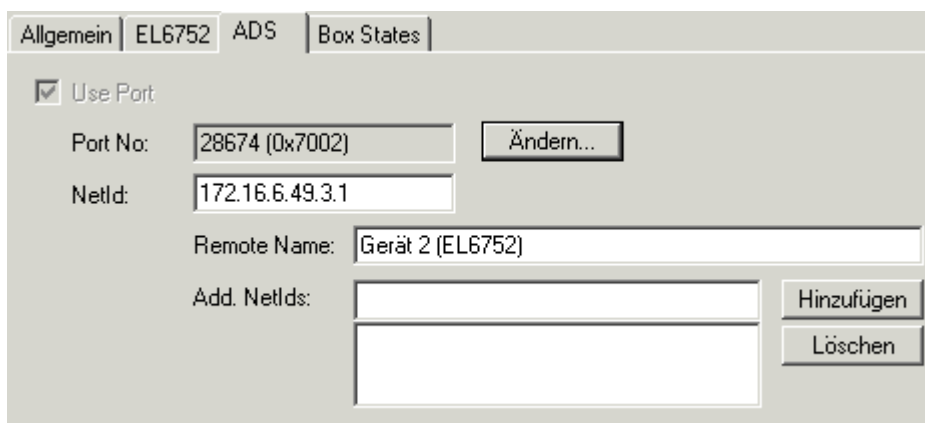 Allgemein EL6752 ADS Box States
Use Port
Port No: 28674 (0x7002) Ändern...
NetId: 172.16.6.49.3.1
Remote Name: Gerät 2 (EL6752)
Add. NetIds: Hinzufügen
Löschen